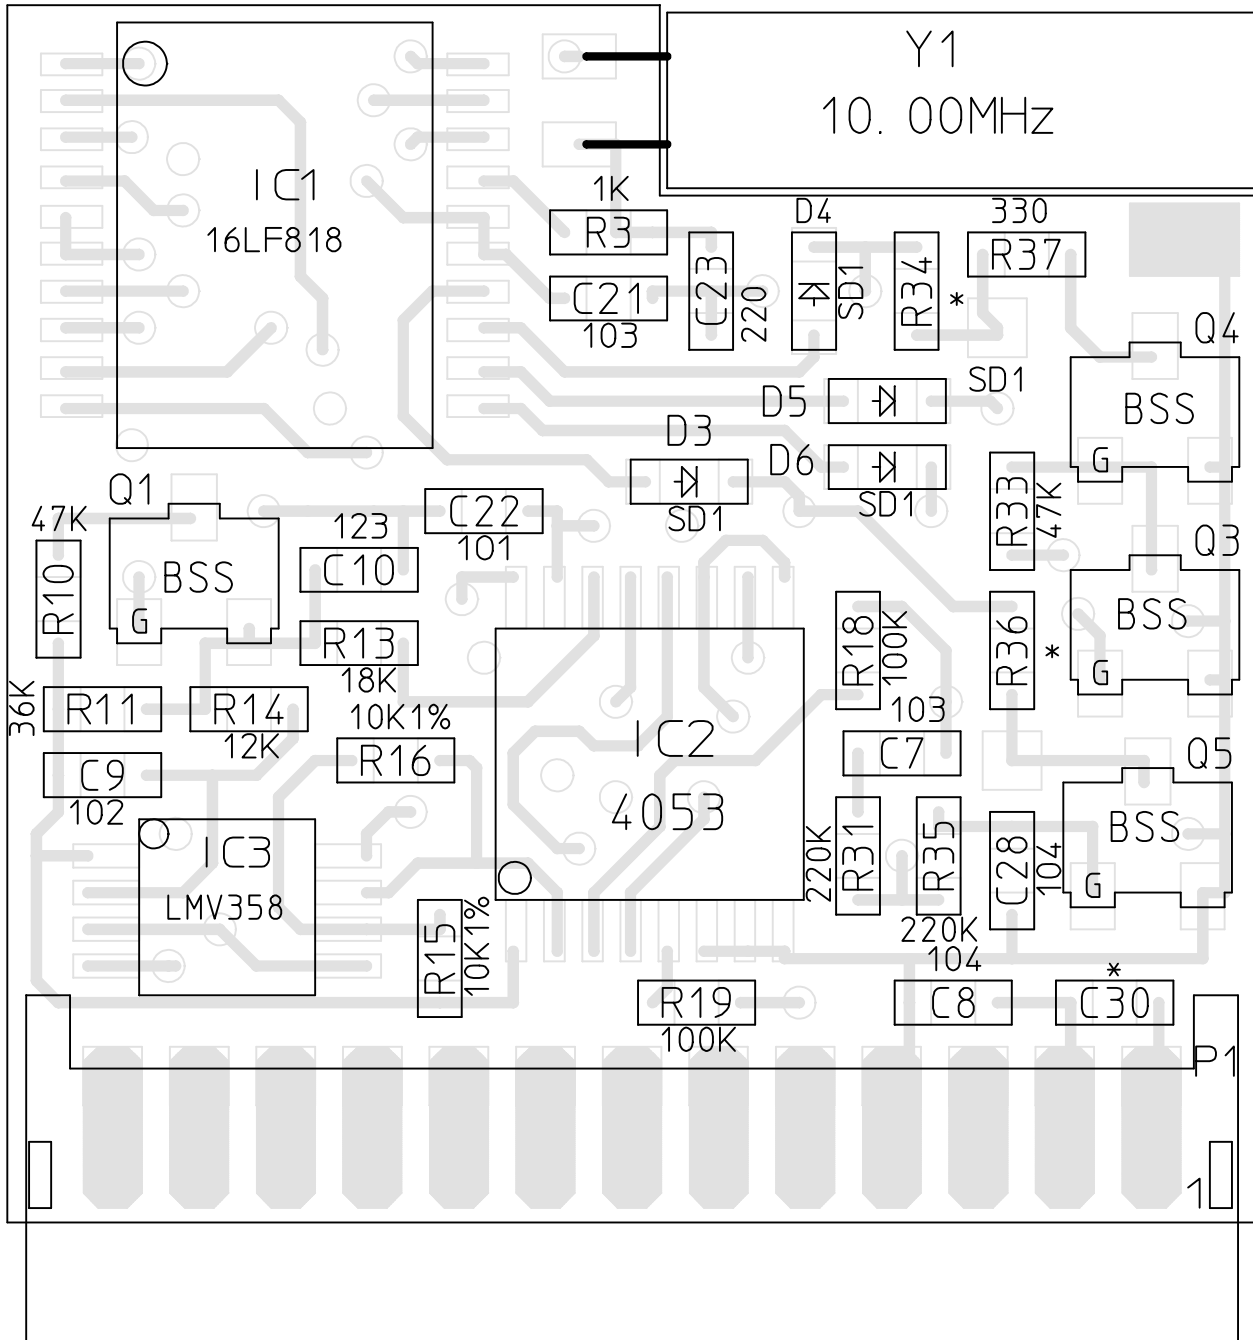 Y1
10. 00MHz
IC1
16LF818
1K
R3
D4
330
R37
C23
220
SD1
R34
*
C21
103
Q4
BSS
G
D5
SD1
D3
SD1
D6
SD1
R33
47K
Q1
BSS
G
47K
R10
123
C10
C22
101
Q3
BSS
G
R13
18K
R18
100K
R36
*
36K
R11
R14
12K
10K1%
R16
IC2
4053
103
C7
Q5
BSS
G
C9
102
IC3
LMV358
220K
R31
R35
220K
C28
104
R15
10K1%
R19
100K
104
C8
*
C30
P1
1